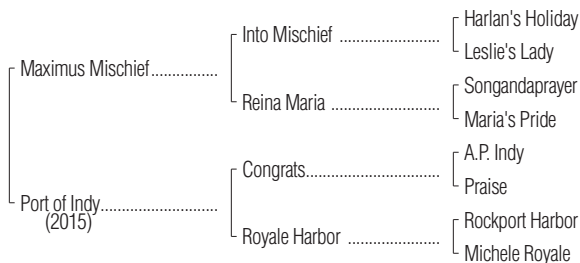 Harlan's Holiday
Into Mischief ....................
Leslie's Lady
Maximus Mischief.............
Songandaprayer
Reina Maria .....................
Maria's Pride
A.P. Indy
Congrats..........................
Praise
Port of Indy.......................
(2015)
Rockport Harbor
Royale Harbor ..................
Michele Royale